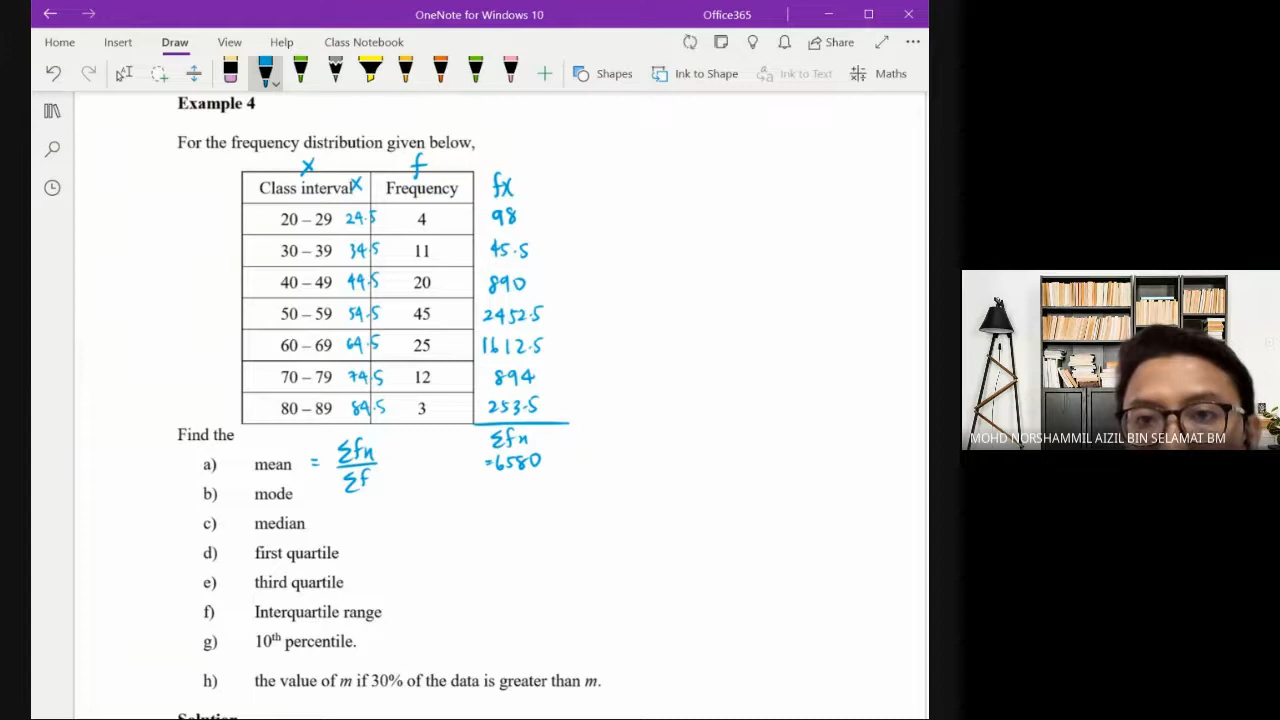 OneNote for Windows 10
Office365
Home Insert Draw View Help Class Notebook
Share
Shapes Ink to Shape Ink to Text Maths
Example 4
For the frequency distribution given below,
x f
Class interval x Frequency fx
20 – 29 24.5 4 98
30 – 39 34.5 11 45.5
40 – 49 44.5 20 890
50 – 59 54.5 45 2452.5
60 – 69 64.5 25 1612.5
70 – 79 74.5 12 894
80 – 89 84.5 3 253.5
Find the
Σfx
=6580
a) mean = Σfx / Σf
b) mode
c) median
d) first quartile
e) third quartile
f) Interquartile range
g) 10th percentile.
h) the value of m if 30% of the data is greater than m.
Solution
MOHD NORSHAMMIL AIZIL BIN SELAMAT BM